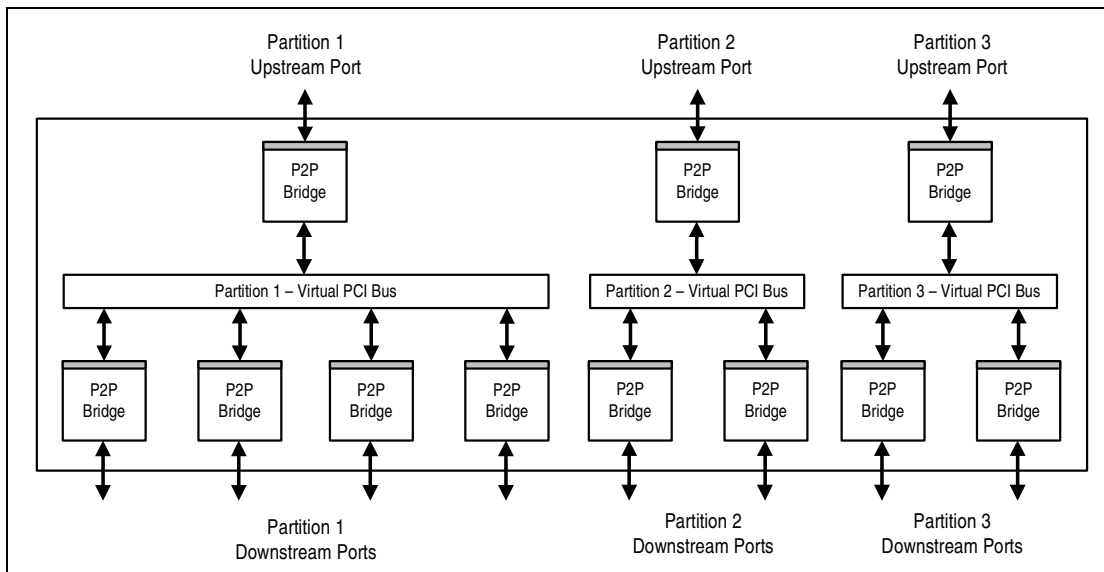 Partition 1
Upstream Port
Partition 2
Upstream Port
Partition 3
Upstream Port
P2P
Bridge
P2P
Bridge
P2P
Bridge
Partition 1 – Virtual PCI Bus
Partition 2 – Virtual PCI Bus
Partition 3 – Virtual PCI Bus
P2P
Bridge
P2P
Bridge
P2P
Bridge
P2P
Bridge
P2P
Bridge
P2P
Bridge
P2P
Bridge
P2P
Bridge
Partition 1
Downstream Ports
Partition 2
Downstream Ports
Partition 3
Downstream Ports